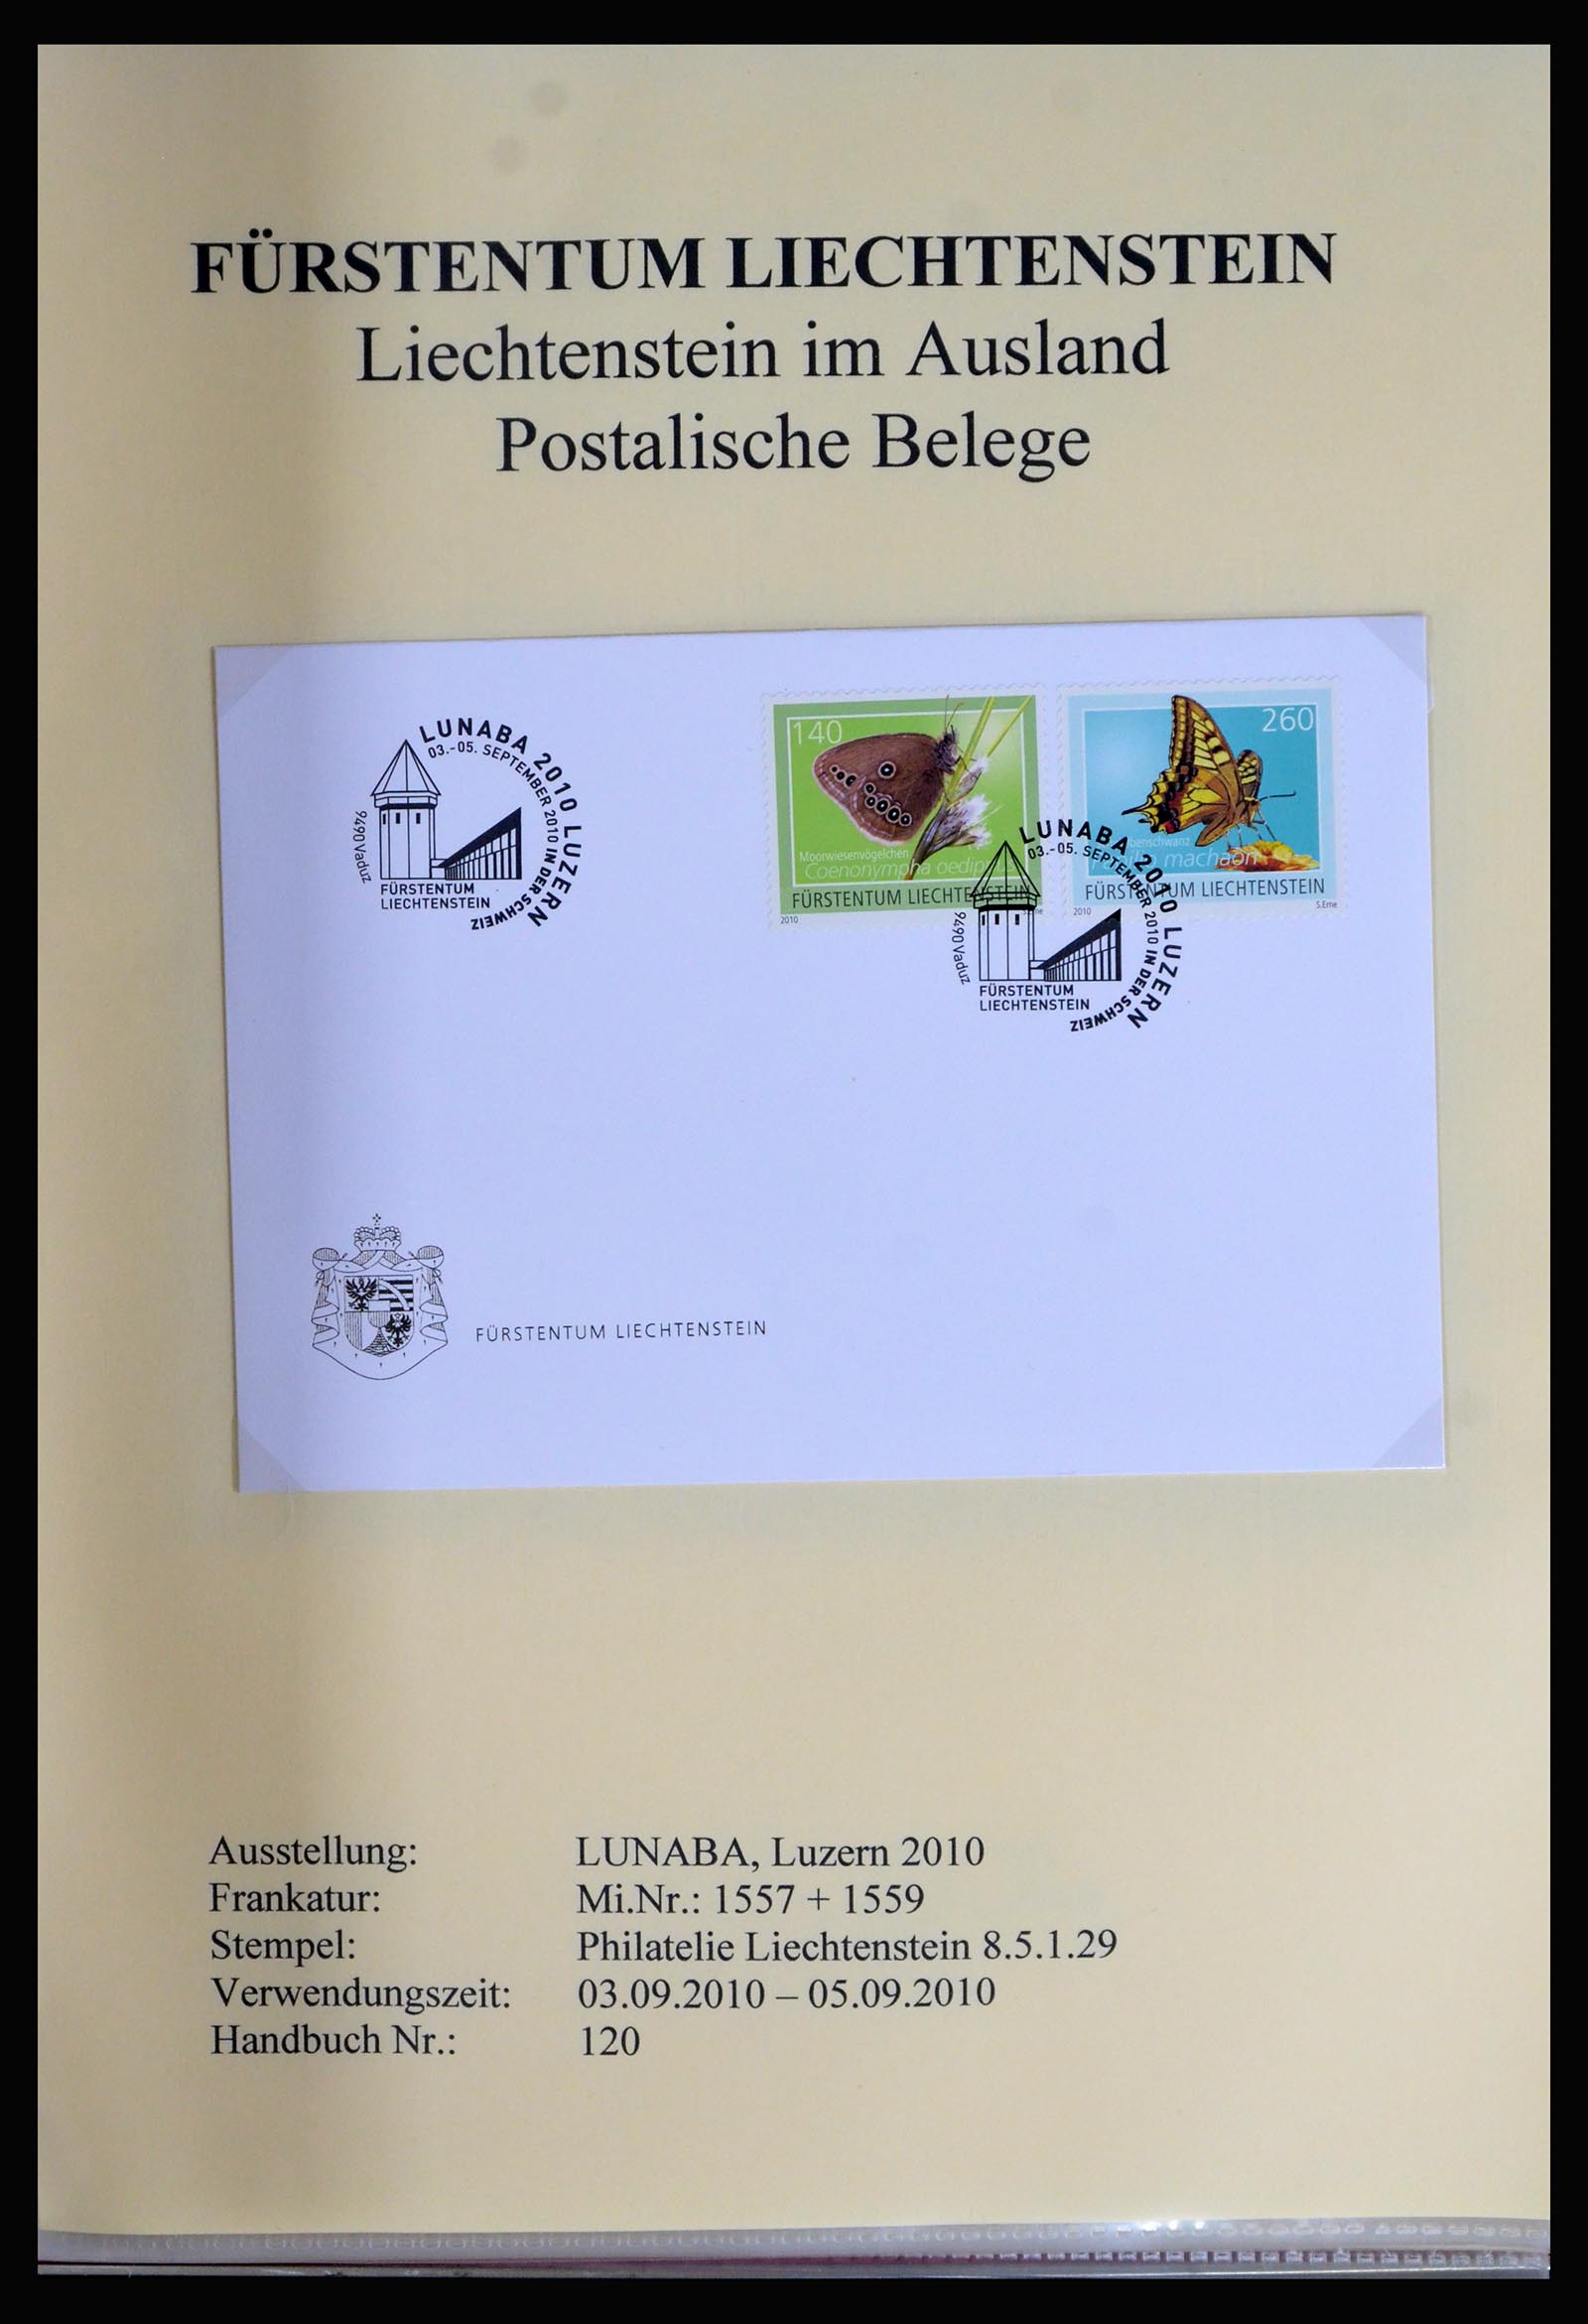 FÜRSTENTUM LIECHTENSTEIN
Liechtenstein im Ausland
Postalische Belege
LUNABA 2010 LUZERN
03.-05. SEPTEMBER 2010 IN DER SCHWEIZ
9490 Vaduz
FÜRSTENTUM
LIECHTENSTEIN
140
Moorwiesenvögelchen
Coenonympha
FÜRSTENTUM LIECHTENSTEIN
2010
260
machaon
FÜRSTENTUM LIECHTENSTEIN
2010
S.Erne
LUNABA 2010 LUZERN
03.-05. SEPTEMBER 2010 IN DER SCHWEIZ
9490 Vaduz
FÜRSTENTUM
LIECHTENSTEIN
FÜRSTENTUM LIECHTENSTEIN
Ausstellung: LUNABA, Luzern 2010
Frankatur: Mi.Nr.: 1557 + 1559
Stempel: Philatelie Liechtenstein 8.5.1.29
Verwendungszeit: 03.09.2010 – 05.09.2010
Handbuch Nr.: 120